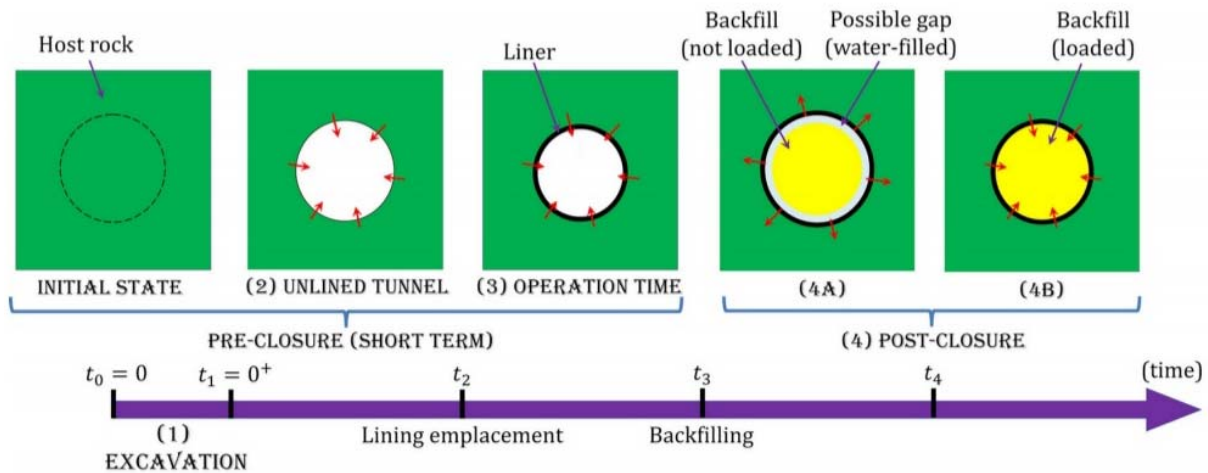 Host rock
Liner
Backfill
(not loaded)
Possible gap
(water-filled)
Backfill
(loaded)
INITIAL STATE
(2) UNLINED TUNNEL
(3) OPERATION TIME
(4A)
(4B)
PRE-CLOSURE (SHORT TERM)
(4) POST-CLOSURE
t₀ = 0
t₁ = 0⁺
t₂
t₃
t₄
(time)
(1)
EXCAVATION
Lining emplacement
Backfilling